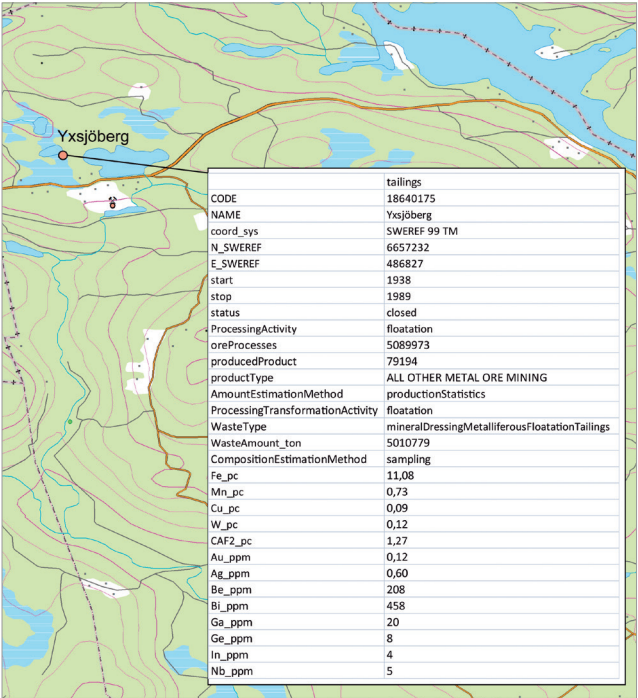 Yxsjöberg
tailings
CODE 18640175
NAME Yxsjöberg
coord_sys SWEREF 99 TM
N_SWEREF 6657232
E_SWEREF 486827
start 1938
stop 1989
status closed
ProcessingActivity floatation
oreProcesses 5089973
producedProduct 79194
productType ALL OTHER METAL ORE MINING
AmountEstimationMethod productionStatistics
ProcessingTransformationActivity floatation
WasteType mineralDressingMetalliferousFloatationTailings
WasteAmount_ton 5010779
CompositionEstimationMethod sampling
Fe_pc 11,08
Mn_pc 0,73
Cu_pc 0,09
W_pc 0,12
CAF2_pc 1,27
Au_ppm 0,12
Ag_ppm 0,60
Be_ppm 208
Bi_ppm 458
Ga_ppm 20
Ge_ppm 8
In_ppm 4
Nb_ppm 5